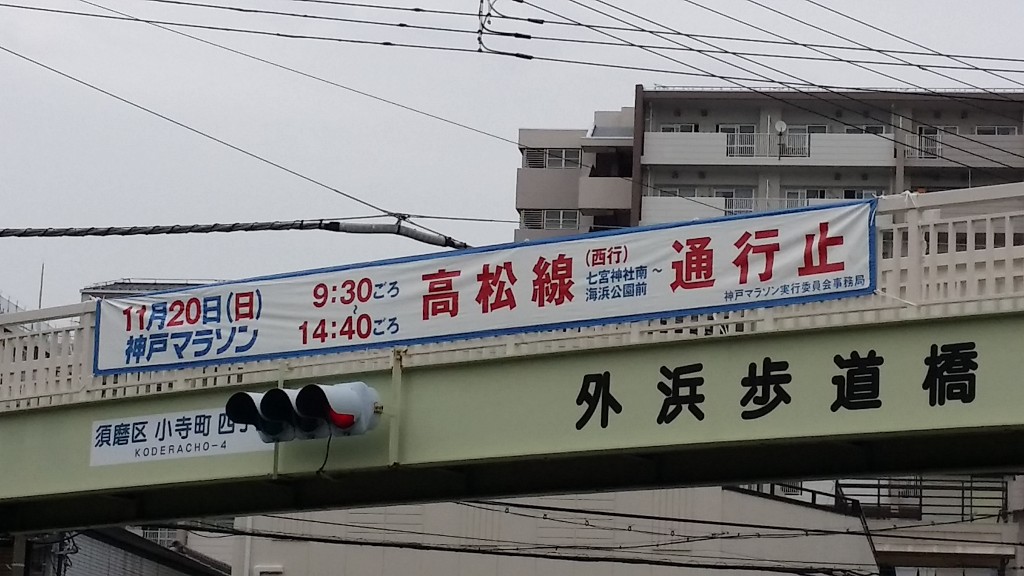 11月20日(日)
神戸マラソン
9:30ごろ
~
14:40ごろ
高松線
(西行)
七宮神社南
~
海浜公園前
通行止
神戸マラソン実行委員会事務局
外浜歩道橋
須磨区 小寺町 四
KODERACHO-4